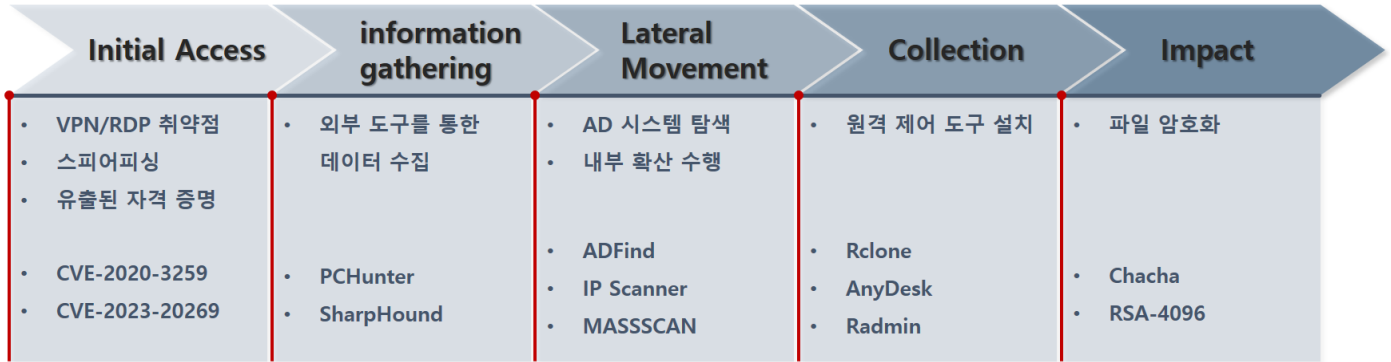 Initial Access
information
gathering
Lateral
Movement
Collection
Impact
• VPN/RDP 취약점
• 스피어피싱
• 유출된 자격 증명
• CVE-2020-3259
• CVE-2023-20269
• 외부 도구를 통한
데이터 수집
• PCHunter
• SharpHound
• AD 시스템 탐색
• 내부 확산 수행
• ADFind
• IP Scanner
• MASSSCAN
• 원격 제어 도구 설치
• Rclone
• AnyDesk
• Radmin
• 파일 암호화
• Chacha
• RSA-4096